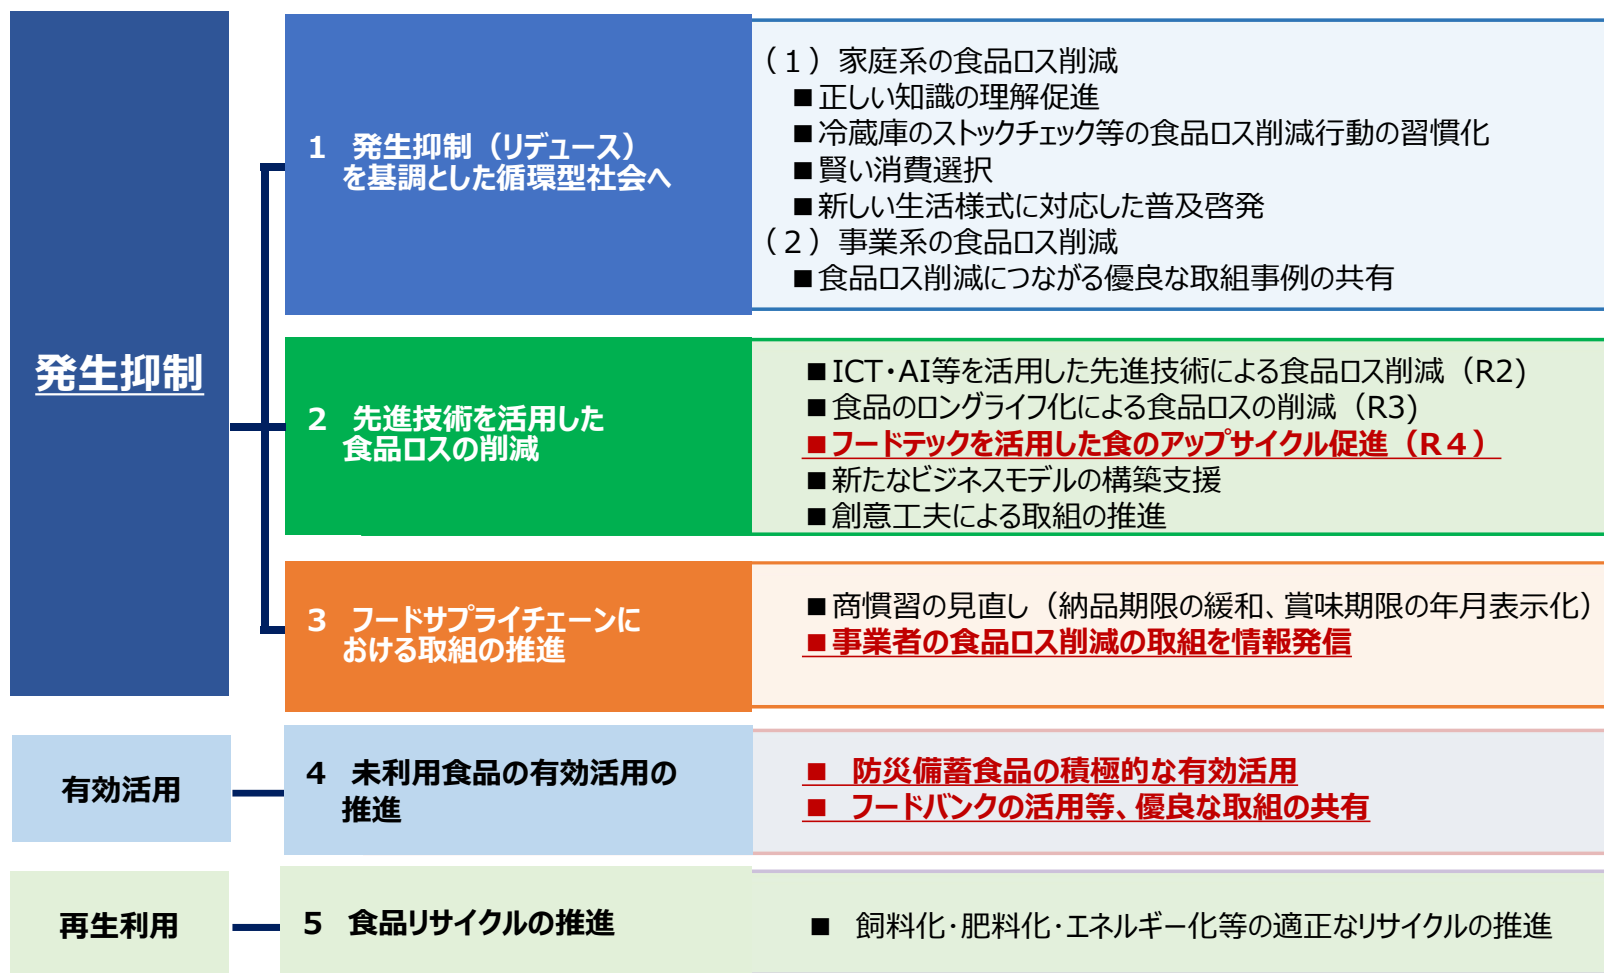 発生抑制
1 発生抑制（リデュース）
を基調とした循環型社会へ
（１）家庭系の食品ロス削減
■正しい知識の理解促進
■冷蔵庫のストックチェック等の食品ロス削減行動の習慣化
■賢い消費選択
■新しい生活様式に対応した普及啓発
（２）事業系の食品ロス削減
■食品ロス削減につながる優良な取組事例の共有
2 先進技術を活用した
食品ロスの削減
■ICT・AI等を活用した先進技術による食品ロス削減（R2)
■食品のロングライフ化による食品ロスの削減（R3)
■フードテックを活用した食のアップサイクル促進（R４）
■新たなビジネスモデルの構築支援
■創意工夫による取組の推進
3 フードサプライチェーンに
おける取組の推進
■商慣習の見直し（納品期限の緩和、賞味期限の年月表示化）
■事業者の食品ロス削減の取組を情報発信
有効活用
4 未利用食品の有効活用の
推進
■ 防災備蓄食品の積極的な有効活用
■ フードバンクの活用等、優良な取組の共有
再生利用
5 食品リサイクルの推進
■ 飼料化・肥料化・エネルギー化等の適正なリサイクルの推進